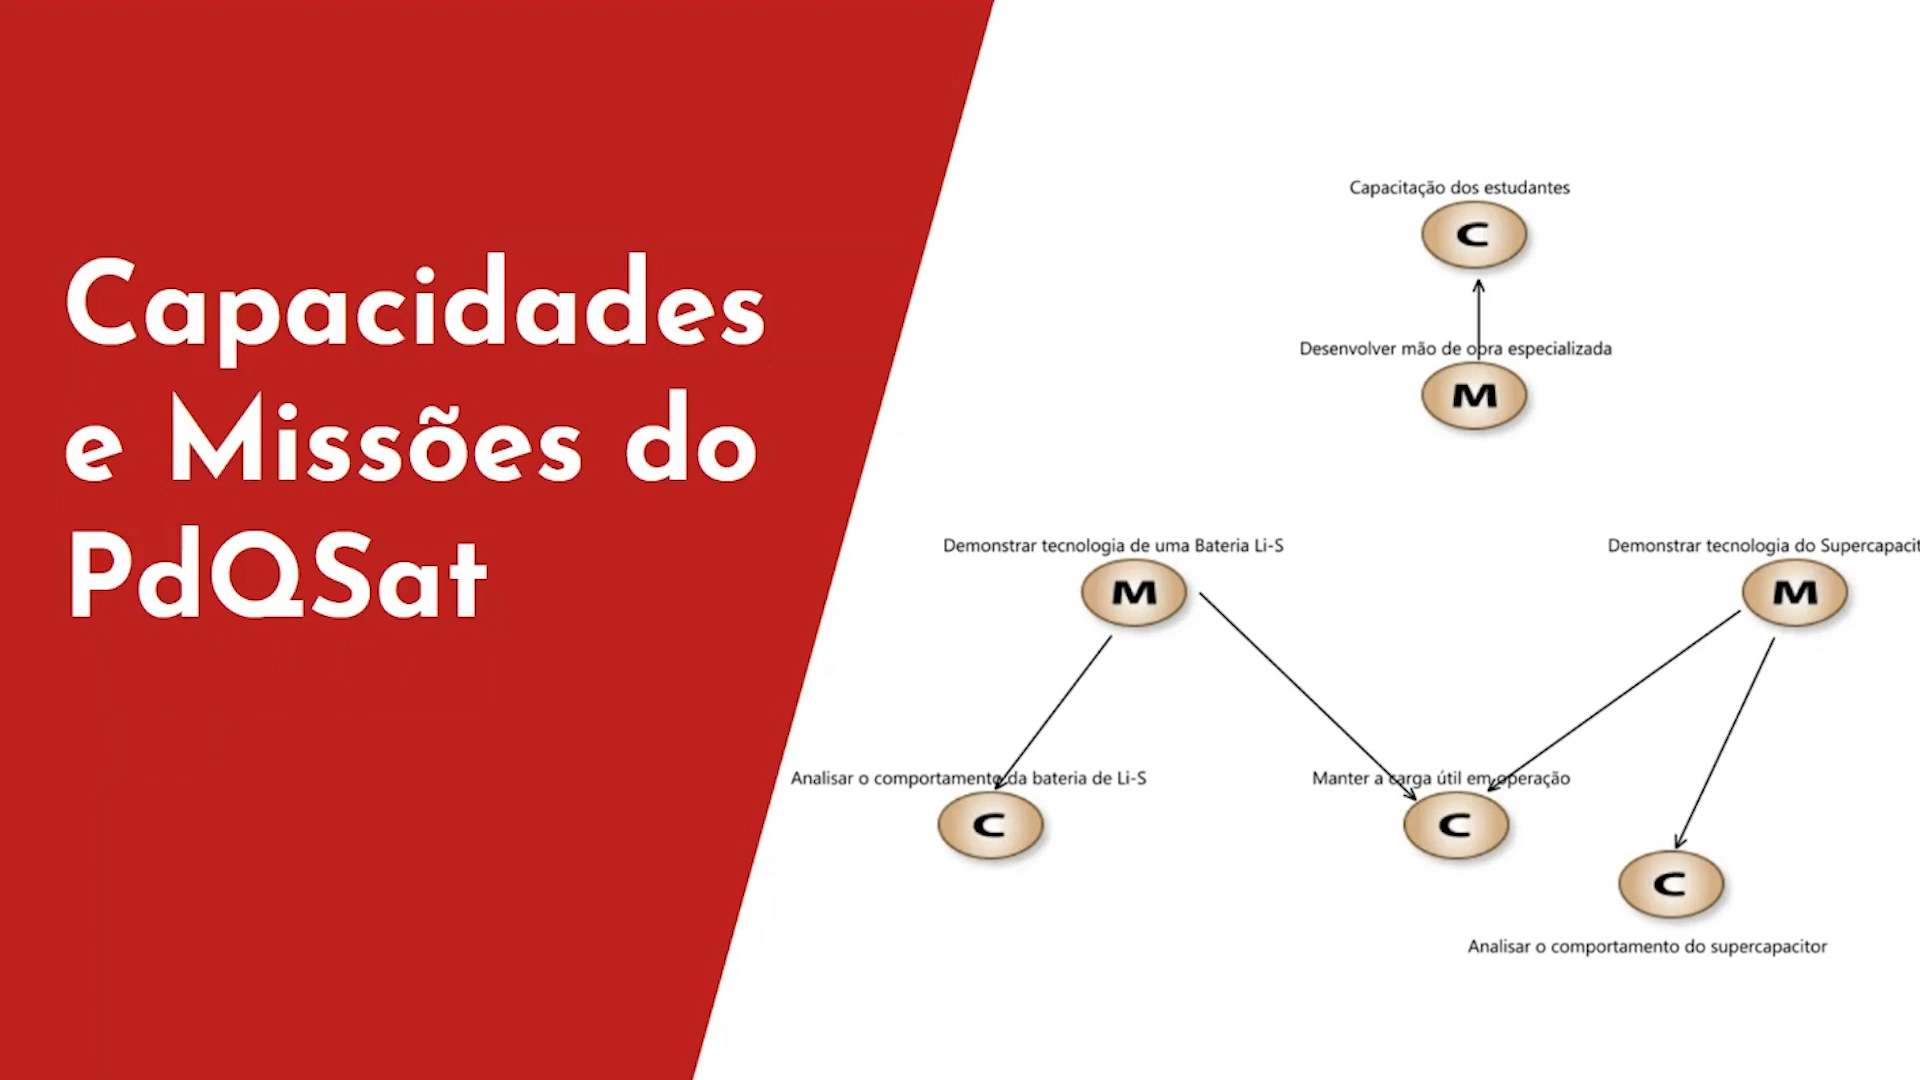 Capacidades
e Missões do
PdQSat
Capacitação dos estudantes
C
Desenvolver mão de obra especializada
M
Demonstrar tecnologia de uma Bateria Li-S
M
Demonstrar tecnologia do Supercapacit
M
Analisar o comportamento da bateria de Li-S
C
Manter a carga útil em operação
C
C
Analisar o comportamento do supercapacitor